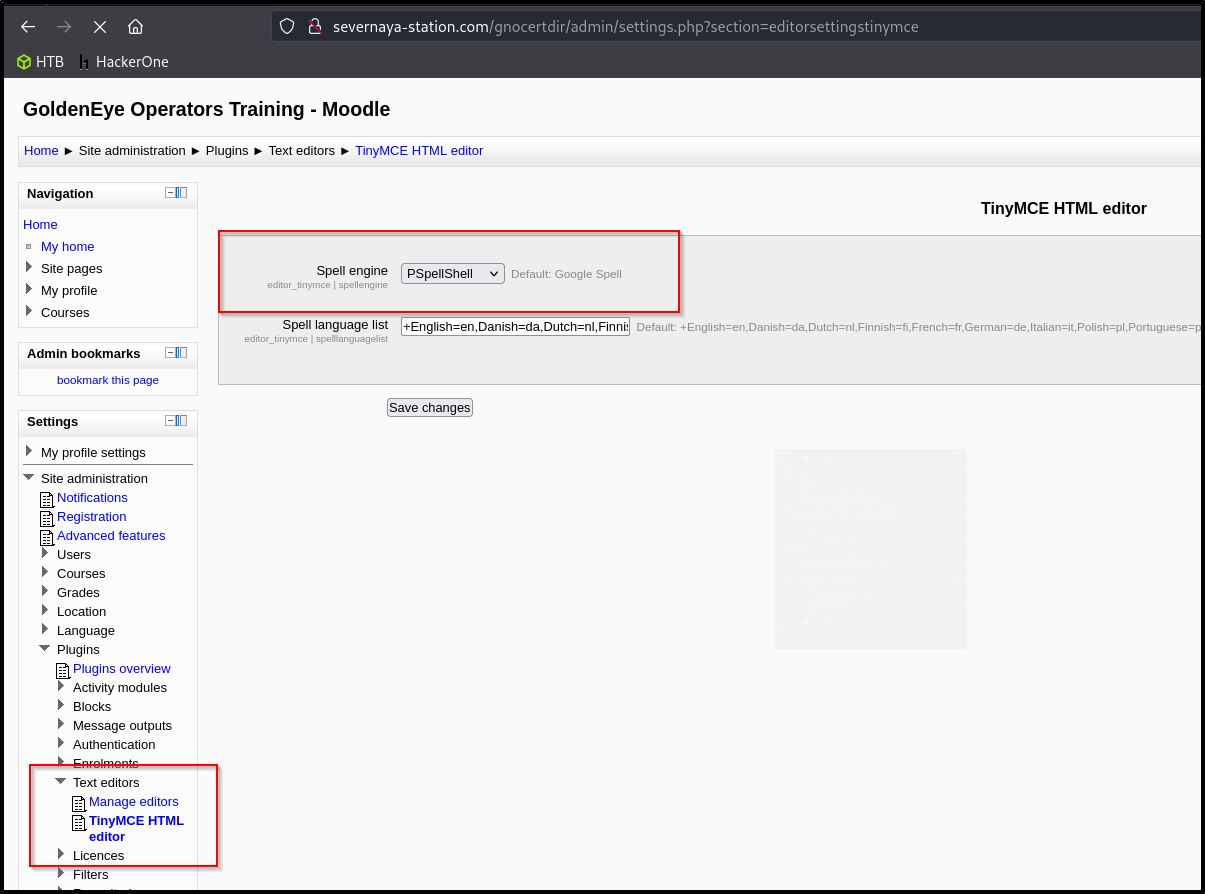 severnaya-station.com/gnocertdir/admin/settings.php?section=editorsettingstinymce
HTB HackerOne
GoldenEye Operators Training - Moodle
Home ► Site administration ► Plugins ► Text editors ► TinyMCE HTML editor
Navigation
Home
My home
Site pages
My profile
Courses
Admin bookmarks
bookmark this page
Settings
My profile settings
Site administration
Notifications
Registration
Advanced features
Users
Courses
Grades
Location
Language
Plugins
Plugins overview
Activity modules
Blocks
Message outputs
Authentication
Enrolments
Text editors
Manage editors
TinyMCE HTML
editor
Licences
Filters
TinyMCE HTML editor
Spell engine PSpellShell Default: Google Spell
editor_tinymce | spellengine
Spell language list +English=en,Danish=da,Dutch=nl,Finnis Default: +English=en,Danish=da,Dutch=nl,Finnish=fi,French=fr,German=de,Italian=it,Polish=pl,Portuguese=p
editor_tinymce | spelllanguagelist
Save changes